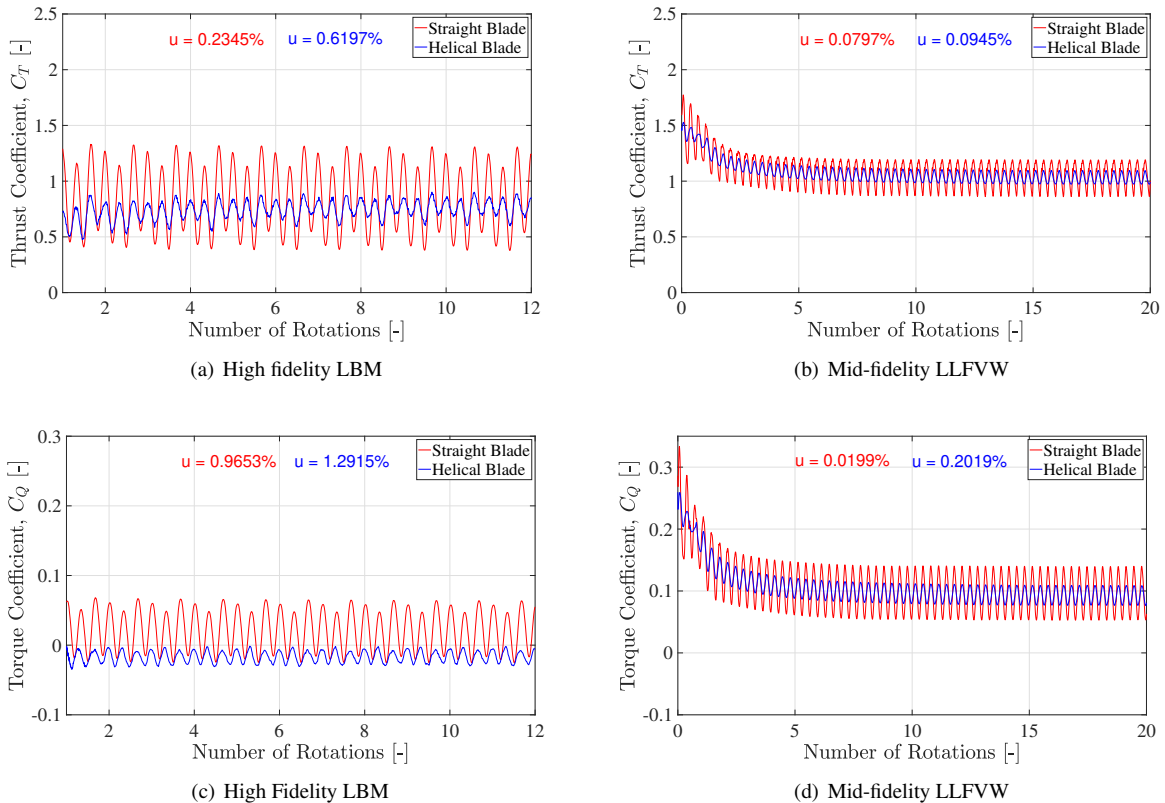 2.5
2
1.5
1
0.5
0
Thrust Coefficient, C_T [-]
u = 0.2345% u = 0.6197%
Straight Blade
Helical Blade
2 4 6 8 10 12
Number of Rotations [-]
(a) High fidelity LBM
2.5
2
1.5
1
0.5
0
Thrust Coefficient, C_T [-]
u = 0.0797% u = 0.0945%
Straight Blade
Helical Blade
0 5 10 15 20
Number of Rotations [-]
(b) Mid-fidelity LLFVW
0.3
0.2
0.1
0
-0.1
Torque Coefficient, C_Q [-]
u = 0.9653% u = 1.2915%
Straight Blade
Helical Blade
2 4 6 8 10 12
Number of Rotations [-]
(c) High Fidelity LBM
0.3
0.2
0.1
0
-0.1
Torque Coefficient, C_Q [-]
u = 0.0199% u = 0.2019%
Straight Blade
Helical Blade
0 5 10 15 20
Number of Rotations [-]
(d) Mid-fidelity LLFVW